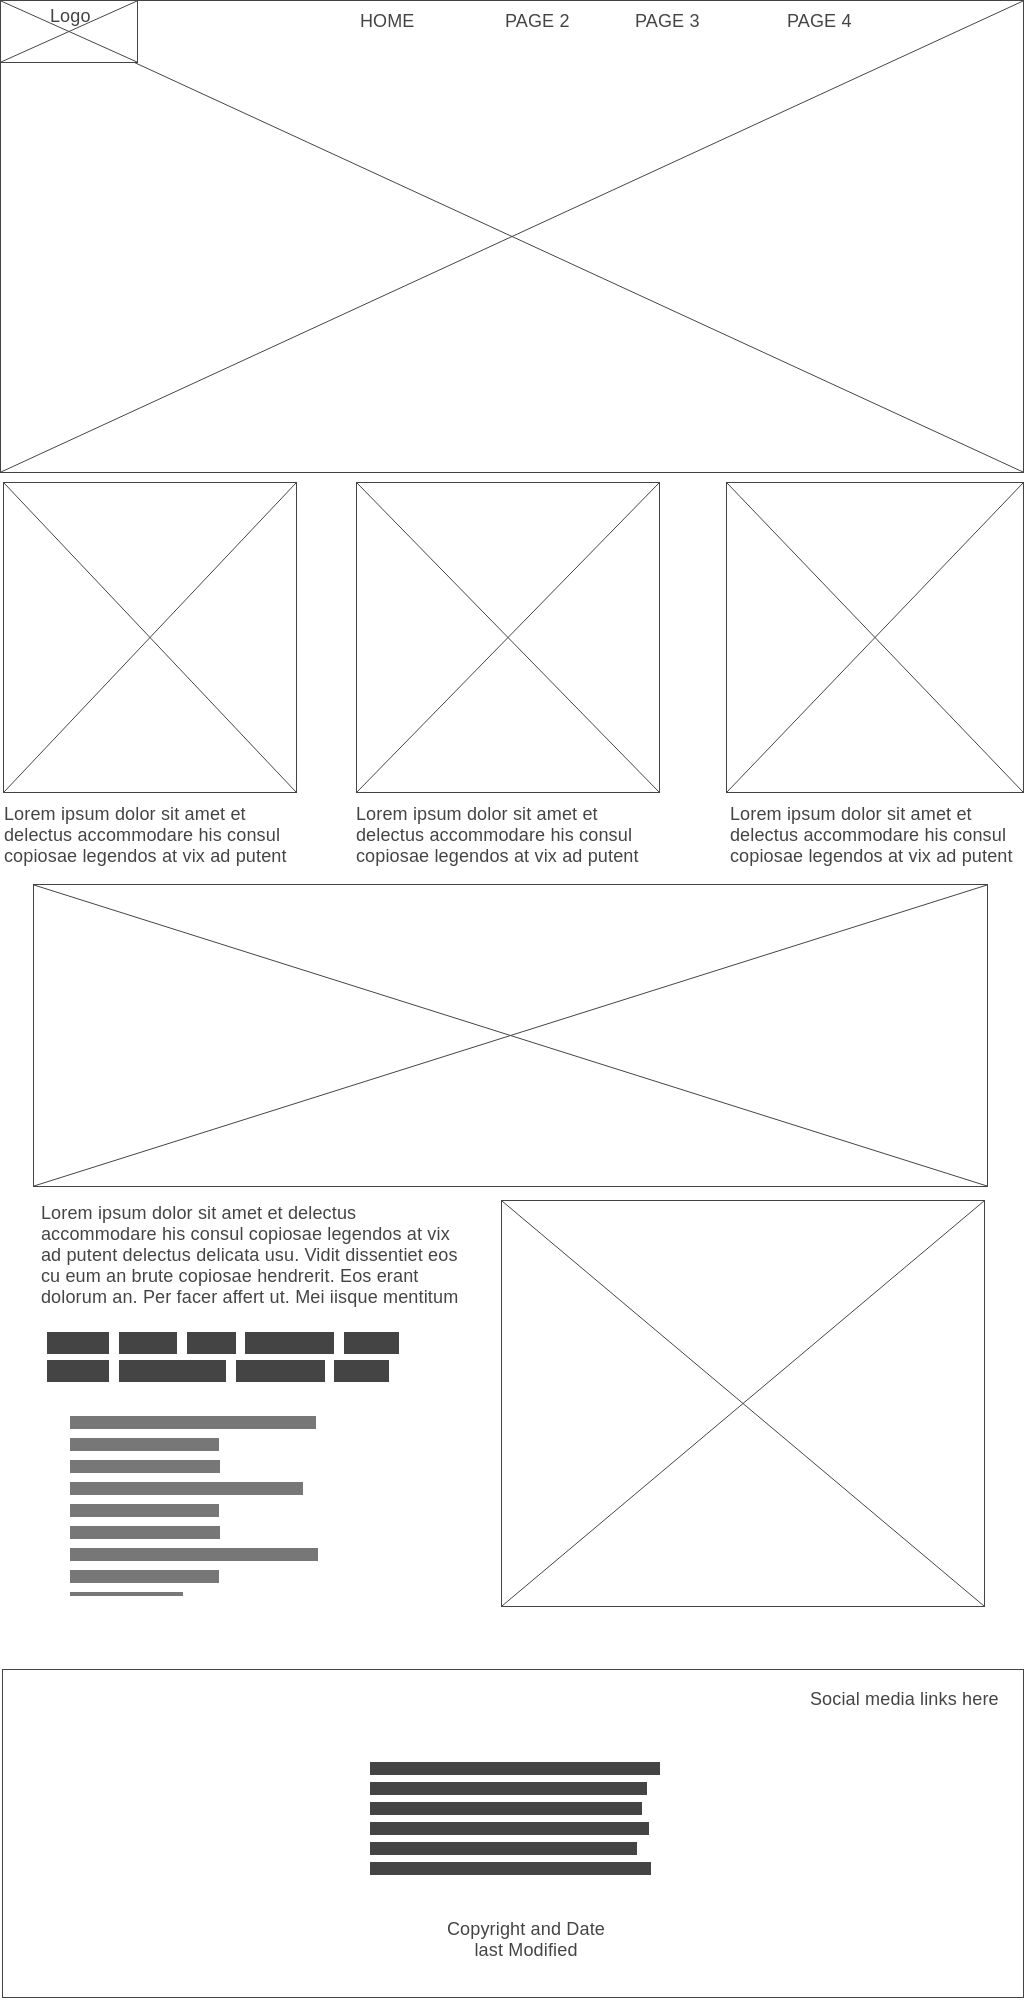 Logo
HOME PAGE 2 PAGE 3 PAGE 4
Lorem ipsum dolor sit amet et
delectus accommodare his consul
copiosae legendos at vix ad putent
Lorem ipsum dolor sit amet et
delectus accommodare his consul
copiosae legendos at vix ad putent
Lorem ipsum dolor sit amet et
delectus accommodare his consul
copiosae legendos at vix ad putent
Lorem ipsum dolor sit amet et delectus
accommodare his consul copiosae legendos at vix
ad putent delectus delicata usu. Vidit dissentiet eos
cu eum an brute copiosae hendrerit. Eos erant
dolorum an. Per facer affert ut. Mei iisque mentitum
Social media links here
Copyright and Date
last Modified